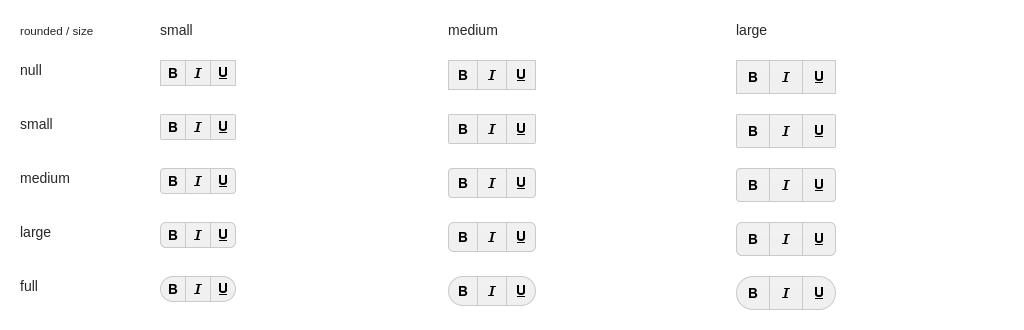 rounded / size small medium large
null B I U B I U B I U
small B I U B I U B I U
medium B I U B I U B I U
large B I U B I U B I U
full B I U B I U B I U